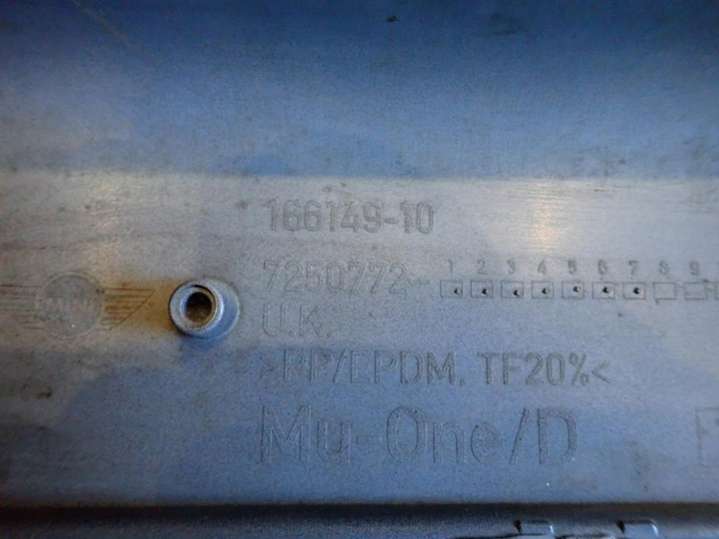 166149-10
7250772- 1 2 3 4 5 6 7 8 9
U.K.
>PP/EPDM, TF20%<
Mu-One/D